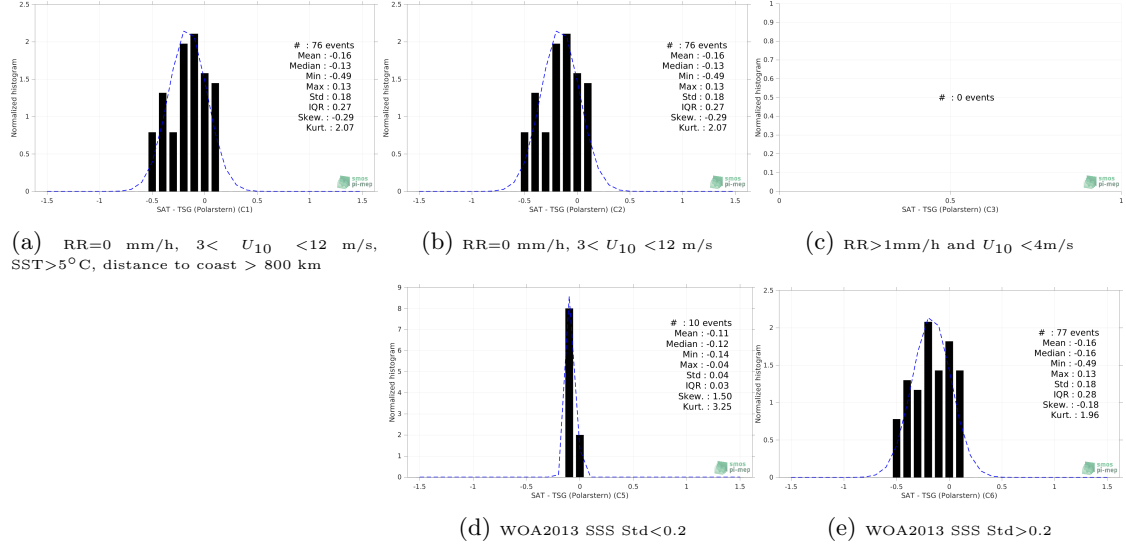 2.5
2
1.5
1
0.5
0
Normalized histogram
# : 76 events
Mean : -0.16
Median : -0.13
Min : -0.49
Max : 0.13
Std : 0.18
IQR : 0.27
Skew. : -0.29
Kurt. : 2.07
smos
pi-mep
-1.5 -1 -0.5 0 0.5 1 1.5
SAT - TSG (Polarstern) (C1)
(a) RR=0 mm/h, 3< U10 <12 m/s,
SST>5°C, distance to coast > 800 km
2.5
2
1.5
1
0.5
0
Normalized histogram
# : 76 events
Mean : -0.16
Median : -0.13
Min : -0.49
Max : 0.13
Std : 0.18
IQR : 0.27
Skew. : -0.29
Kurt. : 2.07
smos
pi-mep
-1.5 -1 -0.5 0 0.5 1 1.5
SAT - TSG (Polarstern) (C2)
(b) RR=0 mm/h, 3< U10 <12 m/s
1
0.9
0.8
0.7
0.6
0.5
0.4
0.3
0.2
0.1
0
Normalized histogram
# : 0 events
smos
pi-mep
0 0.5 1
SAT - TSG (Polarstern) (C3)
(c) RR>1mm/h and U10 <4m/s
9
8
7
6
5
4
3
2
1
0
Normalized histogram
# : 10 events
Mean : -0.11
Median : -0.12
Min : -0.14
Max : -0.04
Std : 0.04
IQR : 0.03
Skew. : 1.50
Kurt. : 3.25
smos
pi-mep
-1.5 -1 -0.5 0 0.5 1 1.5
SAT - TSG (Polarstern) (C5)
(d) WOA2013 SSS Std<0.2
2.5
2
1.5
1
0.5
0
Normalized histogram
# : 77 events
Mean : -0.16
Median : -0.16
Min : -0.49
Max : 0.13
Std : 0.18
IQR : 0.28
Skew. : -0.18
Kurt. : 1.96
smos
pi-mep
-1.5 -1 -0.5 0 0.5 1 1.5
SAT - TSG (Polarstern) (C6)
(e) WOA2013 SSS Std>0.2